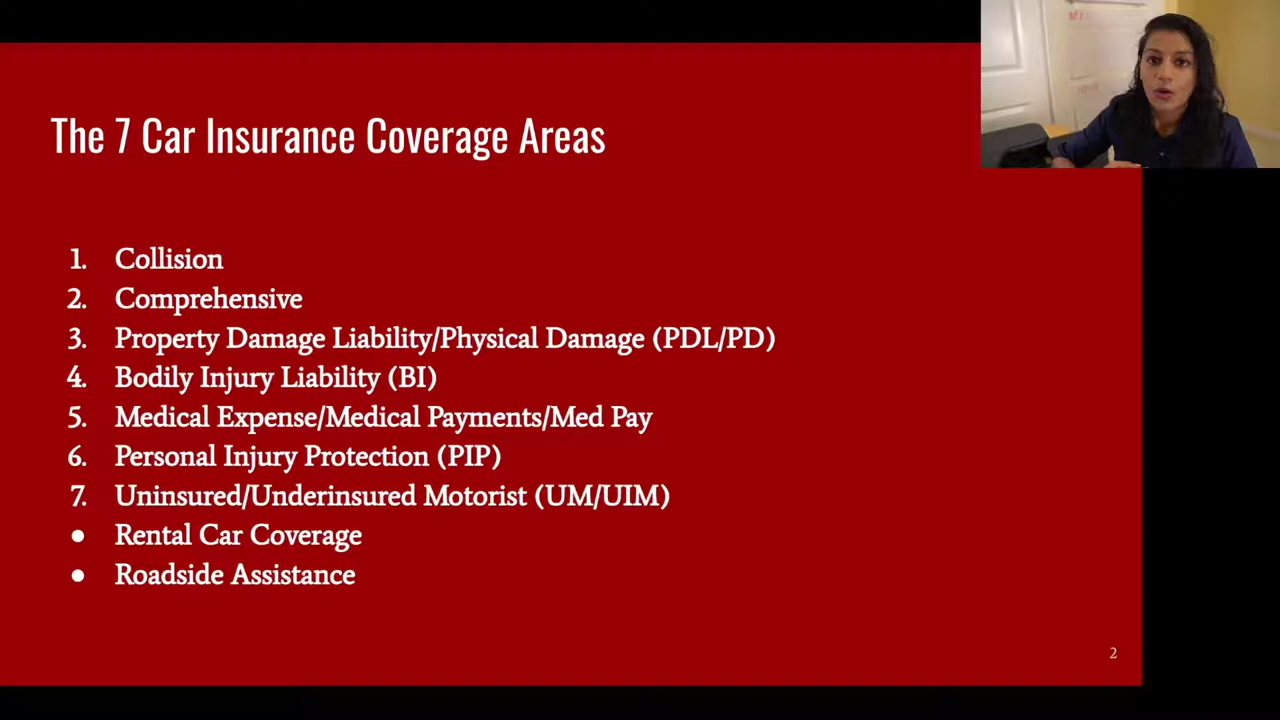 The 7 Car Insurance Coverage Areas
1. Collision
2. Comprehensive
3. Property Damage Liability/Physical Damage (PDL/PD)
4. Bodily Injury Liability (BI)
5. Medical Expense/Medical Payments/Med Pay
6. Personal Injury Protection (PIP)
7. Uninsured/Underinsured Motorist (UM/UIM)
● Rental Car Coverage
● Roadside Assistance
2